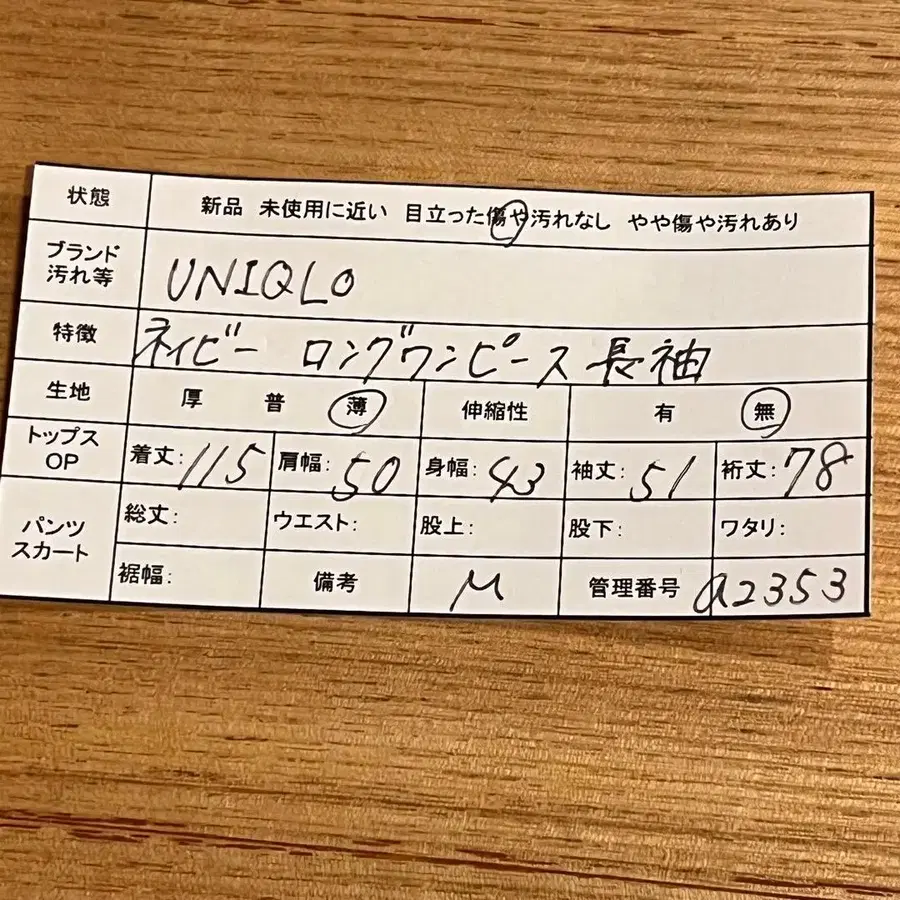 状態 新品 未使用に近い 目立った傷や汚れなし やや傷や汚れあり
ブランド
汚れ等 UNIQLO
特徴 ネイビー ロングワンピース 長袖
生地 厚 普 薄 伸縮性 有 無
トップス
OP 着丈:115 肩幅:50 身幅:43 袖丈:51 裄丈:78
パンツ
スカート 総丈: ウエスト: 股上: 股下: ワタリ:
裾幅: 備考 M 管理番号 a2353